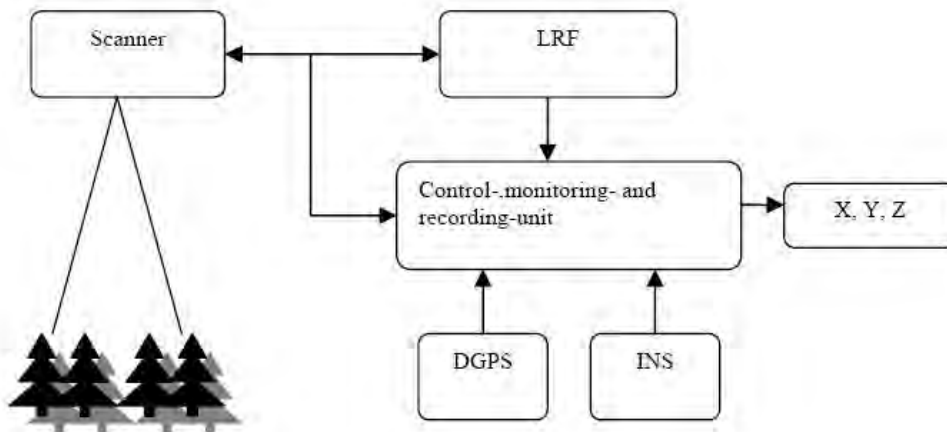 Scanner
LRF
Control-.monitoring- and
recording-unit
X, Y, Z
DGPS
INS